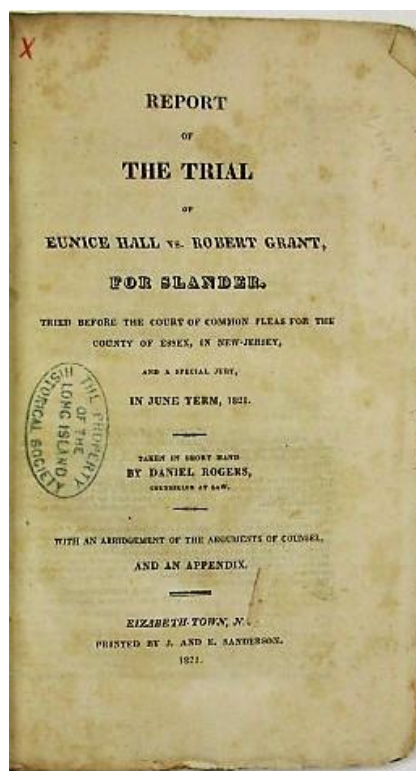 X
REPORT
OF
THE TRIAL
OF
EUNICE HALL vs. ROBERT GRANT,
FOR SLANDER.
TRIED BEFORE THE COURT OF COMMON PLEAS FOR THE
COUNTY OF ESSEX, IN NEW-JERSEY,
AND A SPECIAL JURY,
IN JUNE TERM, 1821.
THE PROPERTY
OF THE
LONG ISLAND
HISTORICAL SOCIETY
TAKEN IN SHORT HAND
BY DANIEL ROGERS,
COUNSELLOR AT LAW.
WITH AN ABRIDGEMENT OF THE ARGUMENTS OF COUNSEL,
AND AN APPENDIX.
ELIZABETH-TOWN, N.
PRINTED BY J. AND E. SANDERSON.
1821.